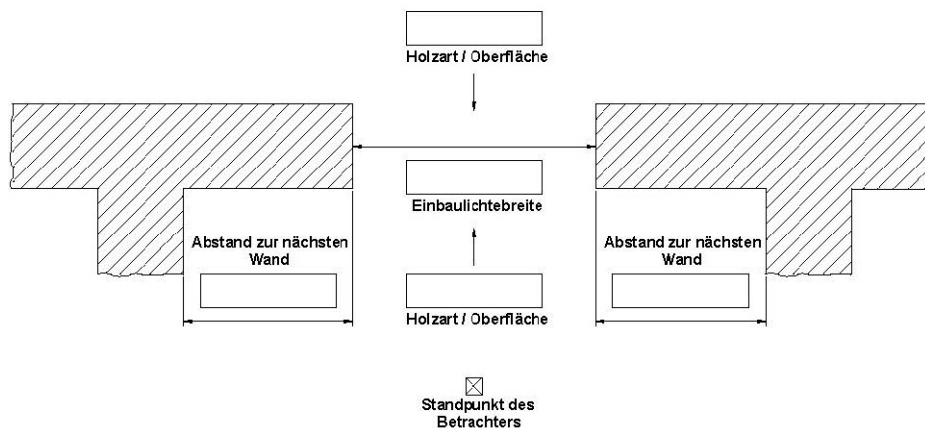 Holzart / Oberfläche
Einbaulichtebreite
Abstand zur nächsten
Wand
Abstand zur nächsten
Wand
Holzart / Oberfläche
Standpunkt des
Betrachters